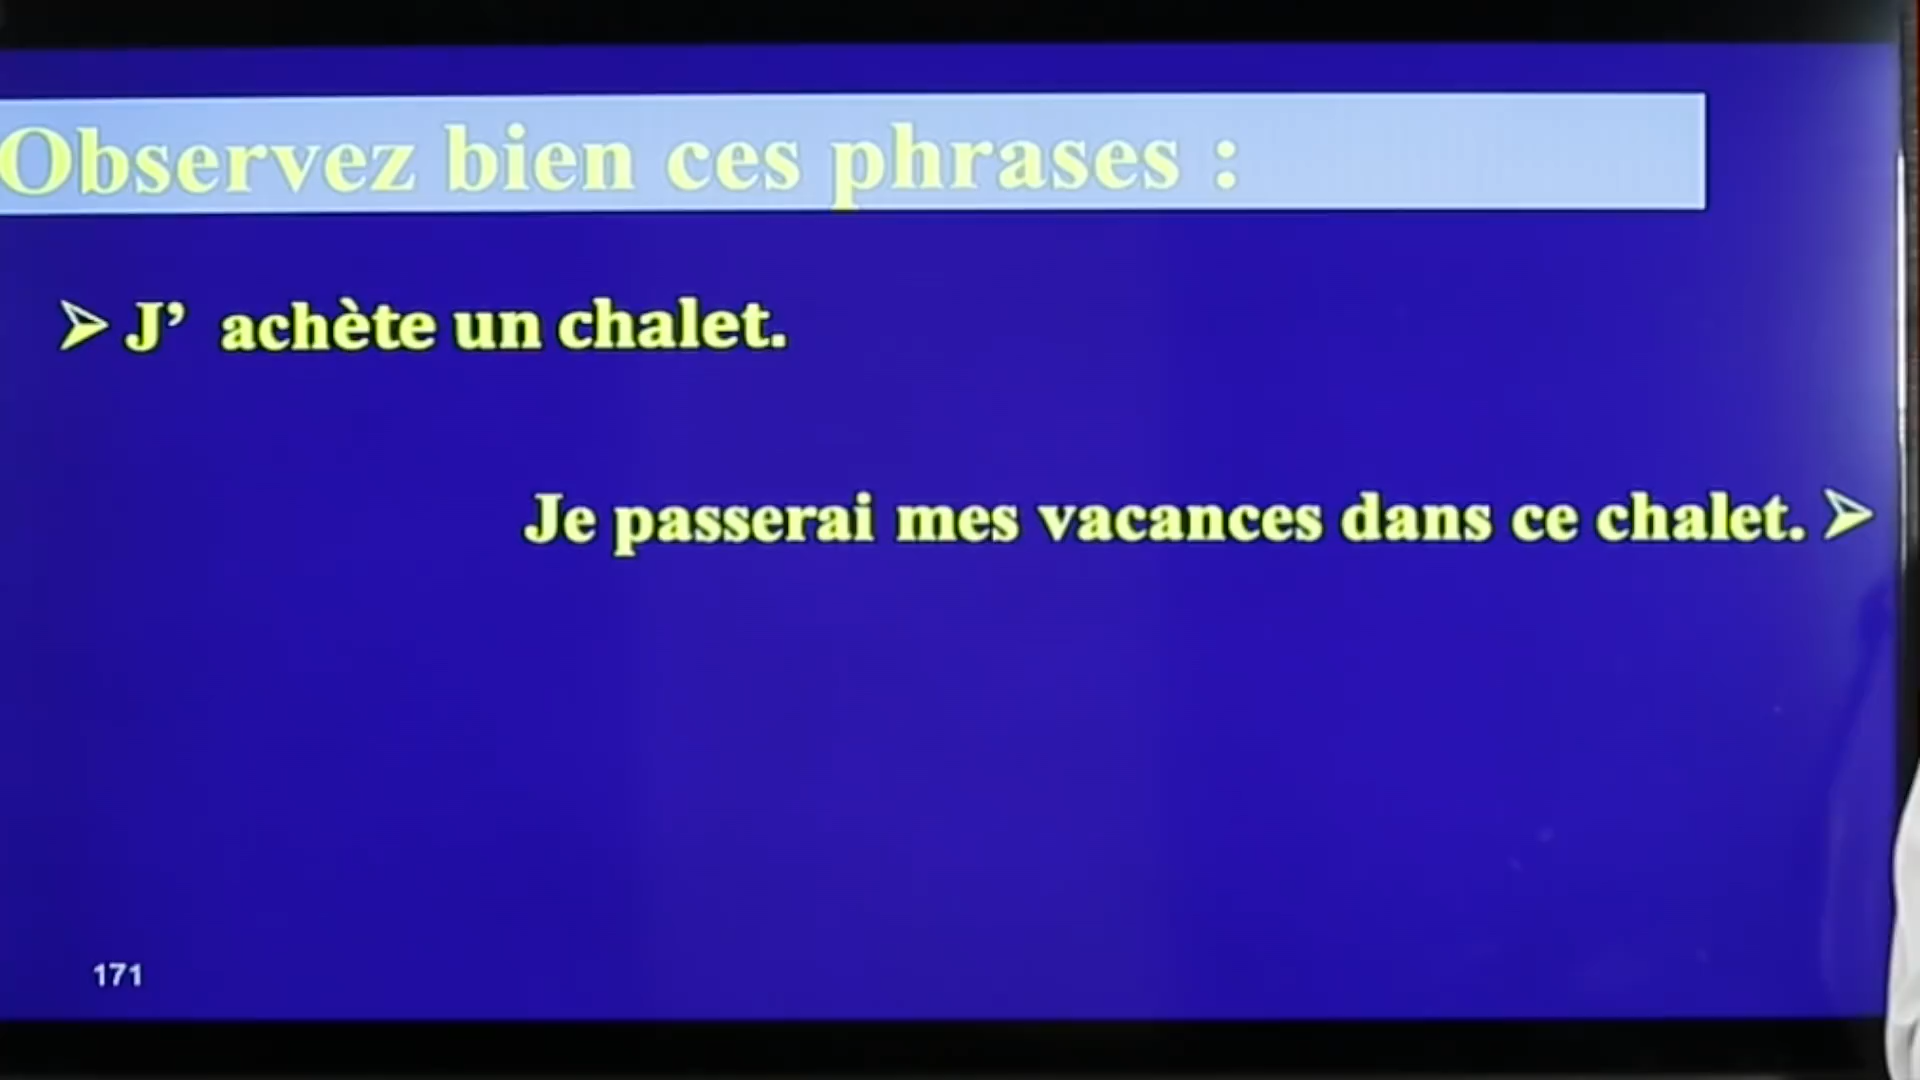 Observez bien ces phrases :
➢ J’ achète un chalet.
Je passerai mes vacances dans ce chalet. ➢
171